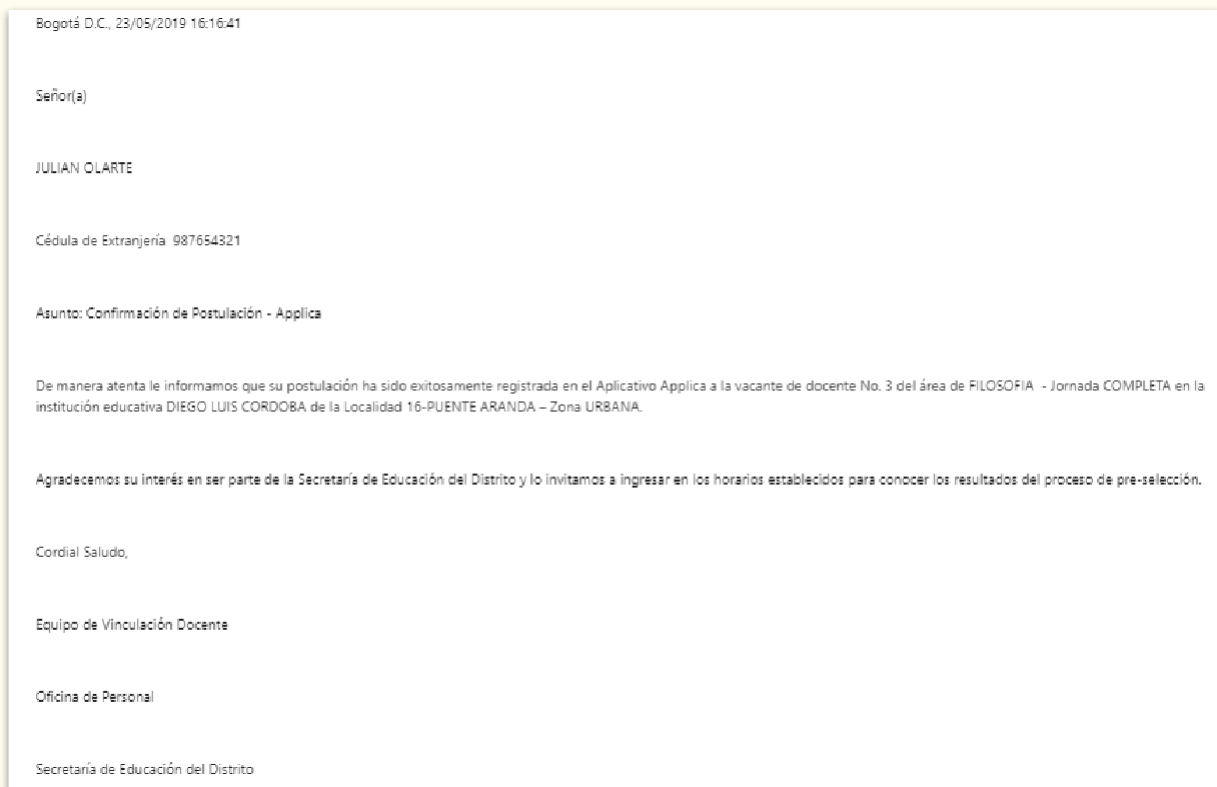 Bogotá D.C., 23/05/2019 16:16:41
Señor(a)
JULIAN OLARTE
Cédula de Extranjería 987654321
Asunto: Confirmación de Postulación - Applica
De manera atenta le informamos que su postulación ha sido exitosamente registrada en el Aplicativo Applica a la vacante de docente No. 3 del área de FILOSOFIA - Jornada COMPLETA en la
institución educativa DIEGO LUIS CORDOBA de la Localidad 16-PUENTE ARANDA – Zona URBANA.
Agradecemos su interés en ser parte de la Secretaría de Educación del Distrito y lo invitamos a ingresar en los horarios establecidos para conocer los resultados del proceso de pre-selección.
Cordial Saludo,
Equipo de Vinculación Docente
Oficina de Personal
Secretaría de Educación del Distrito